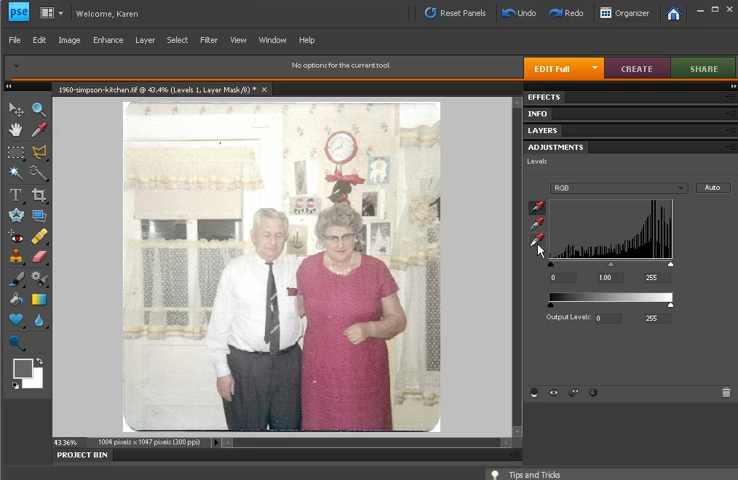 pse
Welcome, Karen
Reset Panels
Undo
Redo
Organizer
File Edit Image Enhance Layer Select Filter View Window Help
No options for the current tool.
EDIT Full
CREATE
SHARE
1960-simpson-kitchen.tif @ 43.4% (Levels 1, Layer Mask/8) * ×
EFFECTS
INFO
LAYERS
ADJUSTMENTS
Levels
RGB
Auto
0 1.00 255
Output Levels: 0 255
T
43.36% 1004 pixels x 1047 pixels (300 ppi)
PROJECT BIN
Tips and Tricks